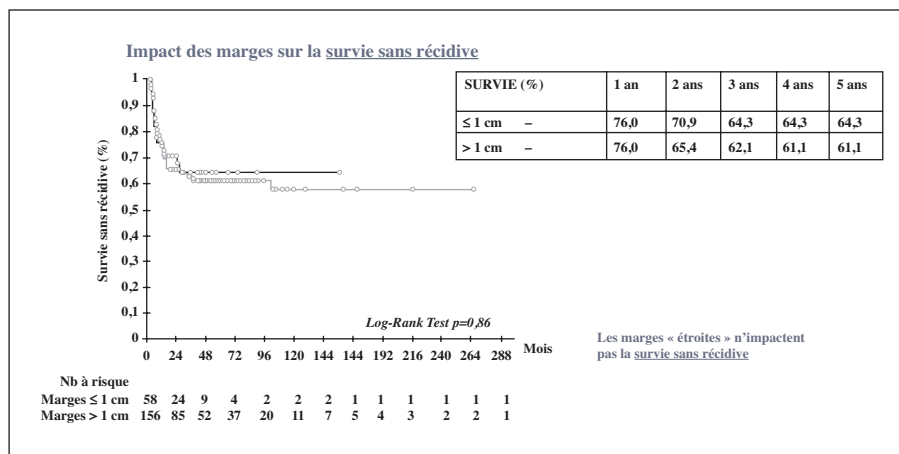 Impact des marges sur la survie sans récidive
SURVIE (%) 1 an 2 ans 3 ans 4 ans 5 ans
≤ 1 cm – 76,0 70,9 64,3 64,3 64,3
> 1 cm – 76,0 65,4 62,1 61,1 61,1
Survie sans récidive (%)
1
0,9
0,8
0,7
0,6
0,5
0,4
0,3
0,2
0,1
0
Log-Rank Test p=0,86
0 24 48 72 96 120 144 144 192 216 240 264 288 Mois
Les marges « étroites » n’impactent
pas la survie sans récidive
Nb à risque
Marges ≤ 1 cm 58 24 9 4 2 2 2 1 1 1 1 1 1
Marges > 1 cm 156 85 52 37 20 11 7 5 4 3 2 2 1